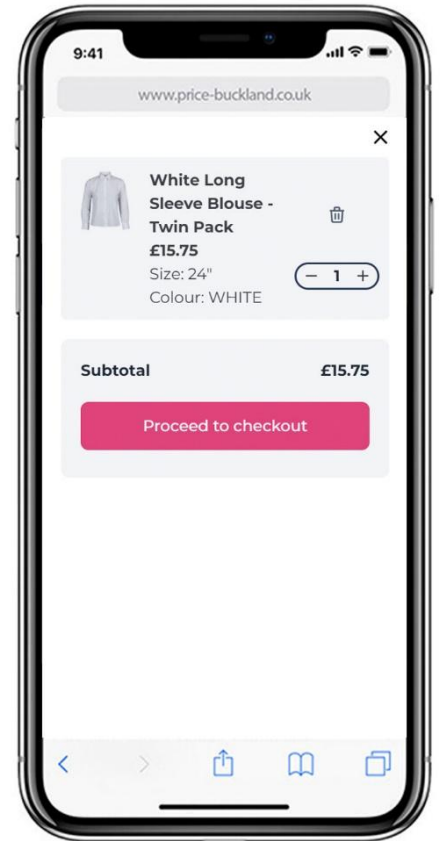 9:41
www.price-buckland.co.uk
White Long
Sleeve Blouse -
Twin Pack
£15.75
Size: 24"
− 1 +
Colour: WHITE
Subtotal £15.75
Proceed to checkout